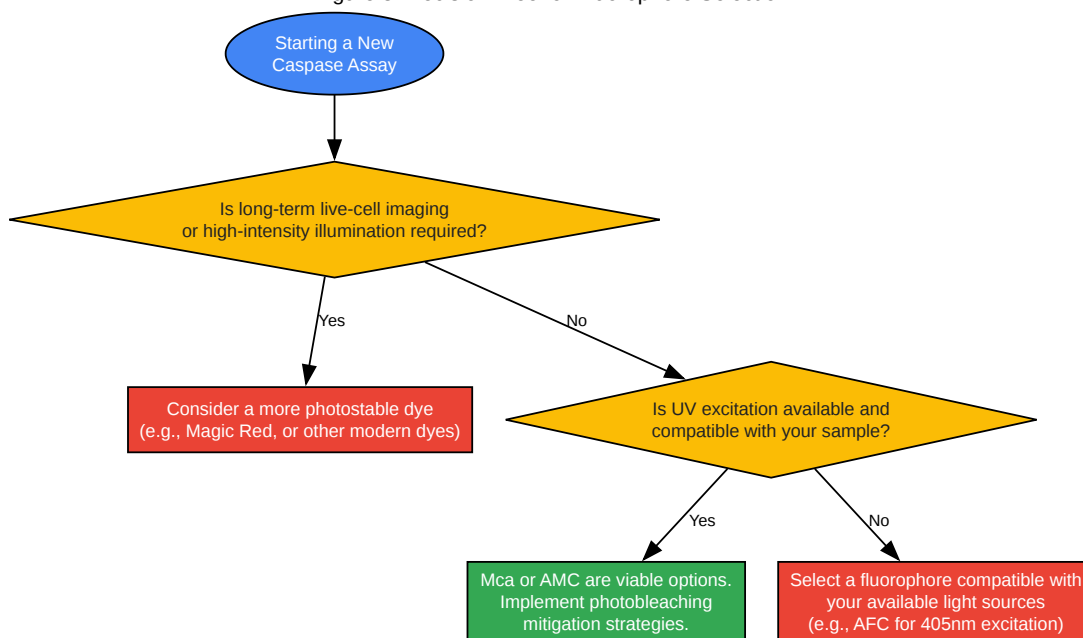 Starting a New
Caspase Assay
Is long-term live-cell imaging
or high-intensity illumination required?
Yes
No
Consider a more photostable dye
(e.g., Magic Red, or other modern dyes)
Is UV excitation available and
compatible with your sample?
Yes
No
Mca or AMC are viable options.
Implement photobleaching
mitigation strategies.
Select a fluorophore compatible with
your available light sources
(e.g., AFC for 405nm excitation)